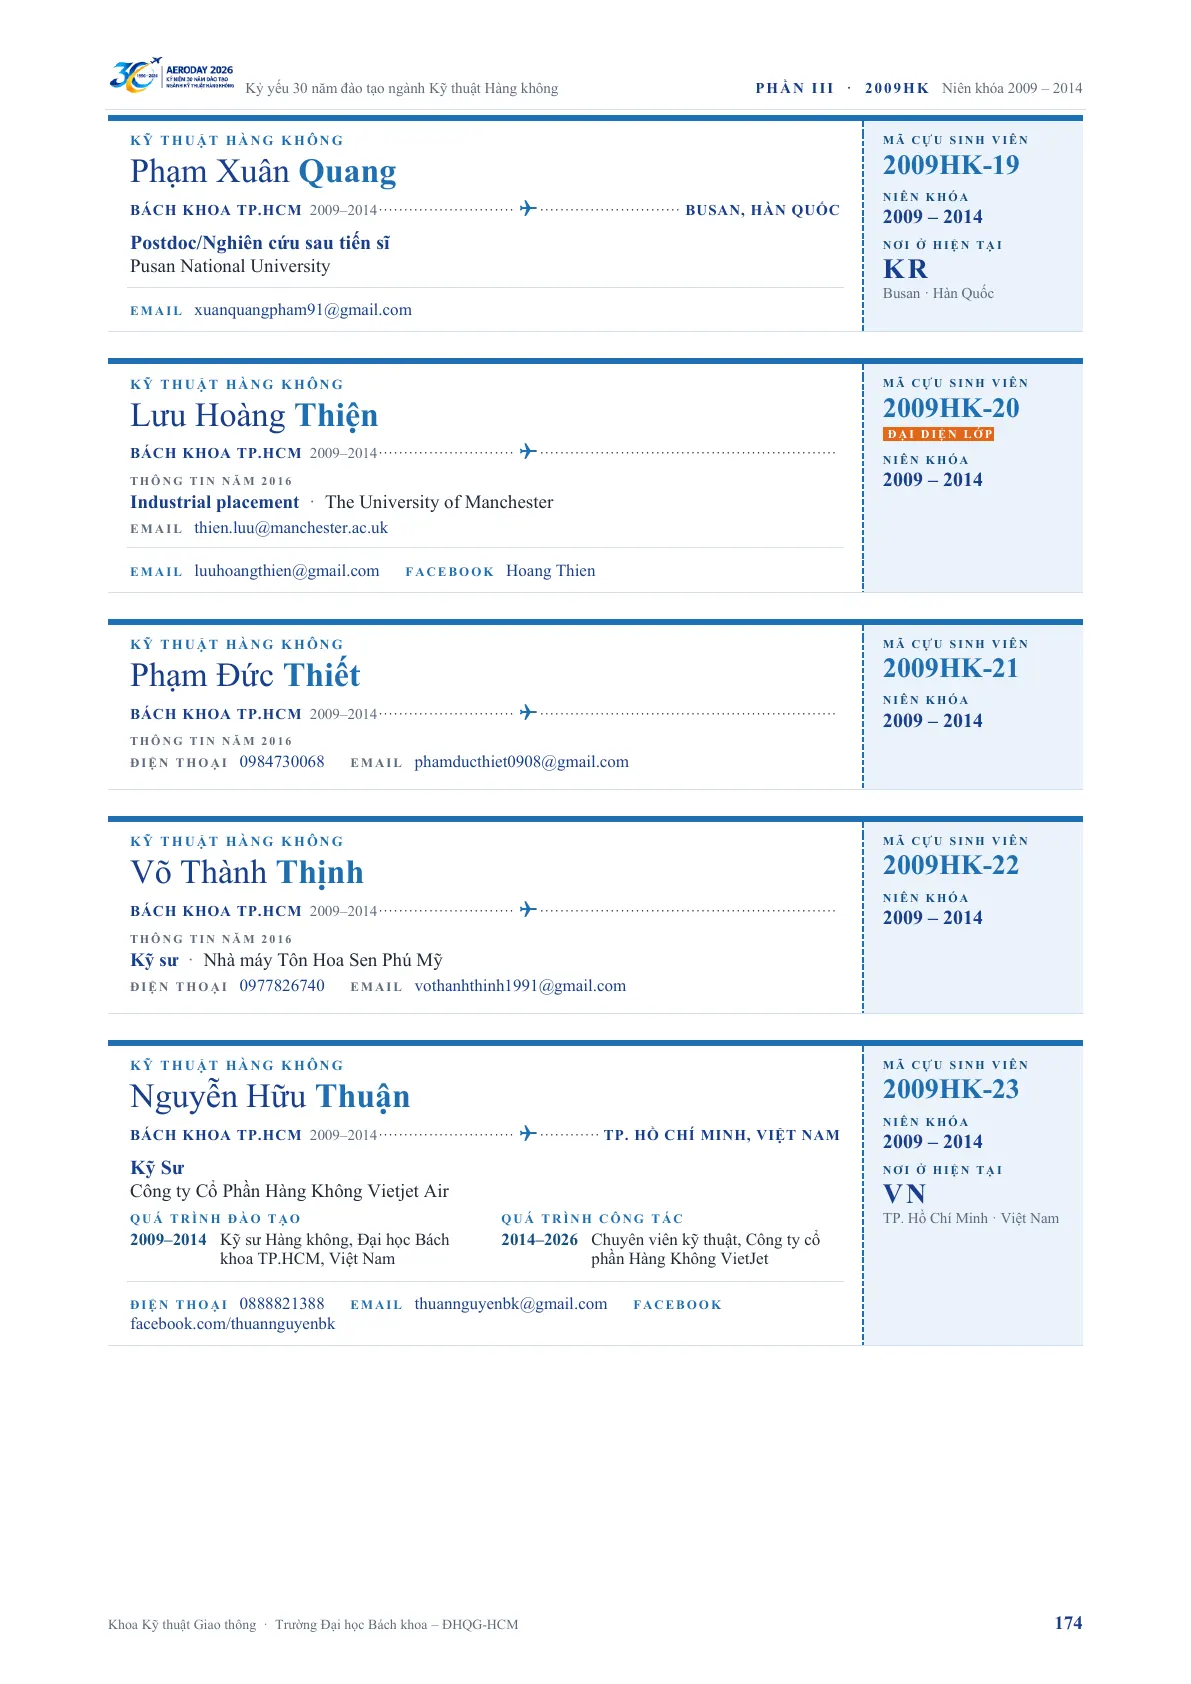 30
1996 - 2026
AERODAY 2026
KỶ NIỆM 30 NĂM ĐÀO TẠO
NGÀNH KỸ THUẬT HÀNG KHÔNG
Kỷ yếu 30 năm đào tạo ngành Kỹ thuật Hàng không
PHẦN III · 2009HK Niên khóa 2009 – 2014
KỸ THUẬT HÀNG KHÔNG
Phạm Xuân Quang
BÁCH KHOA TP.HCM 2009–2014 BUSAN, HÀN QUỐC
Postdoc/Nghiên cứu sau tiến sĩ
Pusan National University
EMAIL xuanquangpham91@gmail.com
MÃ CỰU SINH VIÊN
2009HK-19
NIÊN KHÓA
2009 – 2014
NƠI Ở HIỆN TẠI
KR
Busan · Hàn Quốc
KỸ THUẬT HÀNG KHÔNG
Lưu Hoàng Thiện
BÁCH KHOA TP.HCM 2009–2014
THÔNG TIN NĂM 2016
Industrial placement · The University of Manchester
EMAIL thien.luu@manchester.ac.uk
EMAIL luuhoangthien@gmail.com FACEBOOK Hoang Thien
MÃ CỰU SINH VIÊN
2009HK-20
ĐẠI DIỆN LỚP
NIÊN KHÓA
2009 – 2014
KỸ THUẬT HÀNG KHÔNG
Phạm Đức Thiết
BÁCH KHOA TP.HCM 2009–2014
THÔNG TIN NĂM 2016
ĐIỆN THOẠI 0984730068 EMAIL phamducthiet0908@gmail.com
MÃ CỰU SINH VIÊN
2009HK-21
NIÊN KHÓA
2009 – 2014
KỸ THUẬT HÀNG KHÔNG
Võ Thành Thịnh
BÁCH KHOA TP.HCM 2009–2014
THÔNG TIN NĂM 2016
Kỹ sư · Nhà máy Tôn Hoa Sen Phú Mỹ
ĐIỆN THOẠI 0977826740 EMAIL vothanhthinh1991@gmail.com
MÃ CỰU SINH VIÊN
2009HK-22
NIÊN KHÓA
2009 – 2014
KỸ THUẬT HÀNG KHÔNG
Nguyễn Hữu Thuận
BÁCH KHOA TP.HCM 2009–2014 TP. HỒ CHÍ MINH, VIỆT NAM
Kỹ Sư
Công ty Cổ Phần Hàng Không Vietjet Air
QUÁ TRÌNH ĐÀO TẠO
2009–2014 Kỹ sư Hàng không, Đại học Bách
khoa TP.HCM, Việt Nam
QUÁ TRÌNH CÔNG TÁC
2014–2026 Chuyên viên kỹ thuật, Công ty cổ
phần Hàng Không VietJet
ĐIỆN THOẠI 0888821388 EMAIL thuannguyenbk@gmail.com FACEBOOK
facebook.com/thuannguyenbk
MÃ CỰU SINH VIÊN
2009HK-23
NIÊN KHÓA
2009 – 2014
NƠI Ở HIỆN TẠI
VN
TP. Hồ Chí Minh · Việt Nam
Khoa Kỹ thuật Giao thông · Trường Đại học Bách khoa – ĐHQG-HCM
174